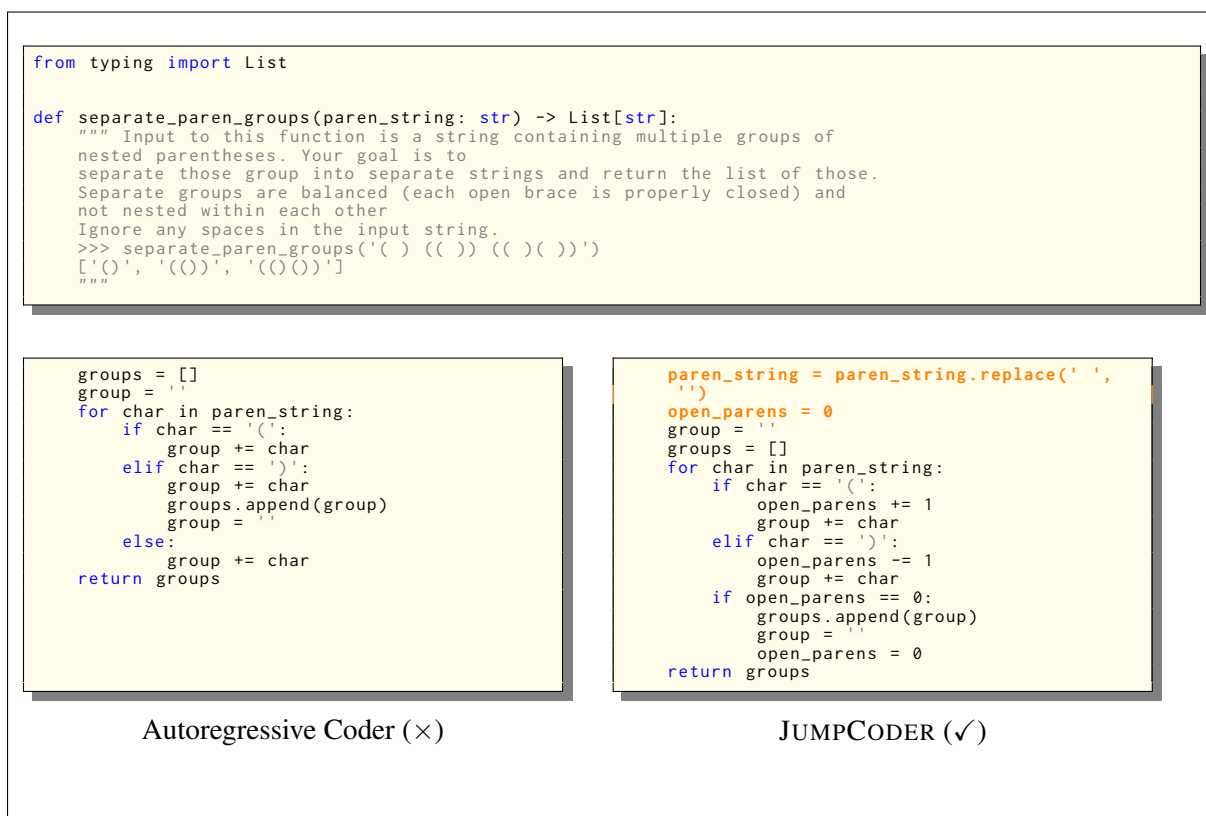 from typing import List
def separate_paren_groups(paren_string: str) -> List[str]:
    """ Input to this function is a string containing multiple groups of
    nested parentheses. Your goal is to
    separate those group into separate strings and return the list of those.
    Separate groups are balanced (each open brace is properly closed) and
    not nested within each other
    Ignore any spaces in the input string.
    >>> separate_paren_groups('( ) (( )) (( )( ))')
    ['()', '(())', '(()())']
    """
    groups = []
    group = ''
    for char in paren_string:
        if char == '(':
            group += char
        elif char == ')':
            group += char
            groups.append(group)
            group = ''
        else:
            group += char
    return groups
Autoregressive Coder (×)
    paren_string = paren_string.replace(' ',
    '')
    open_parens = 0
    group = ''
    groups = []
    for char in paren_string:
        if char == '(':
            open_parens += 1
            group += char
        elif char == ')':
            open_parens -= 1
            group += char
        if open_parens == 0:
            groups.append(group)
            group = ''
            open_parens = 0
    return groups
JUMPCODER (✓)